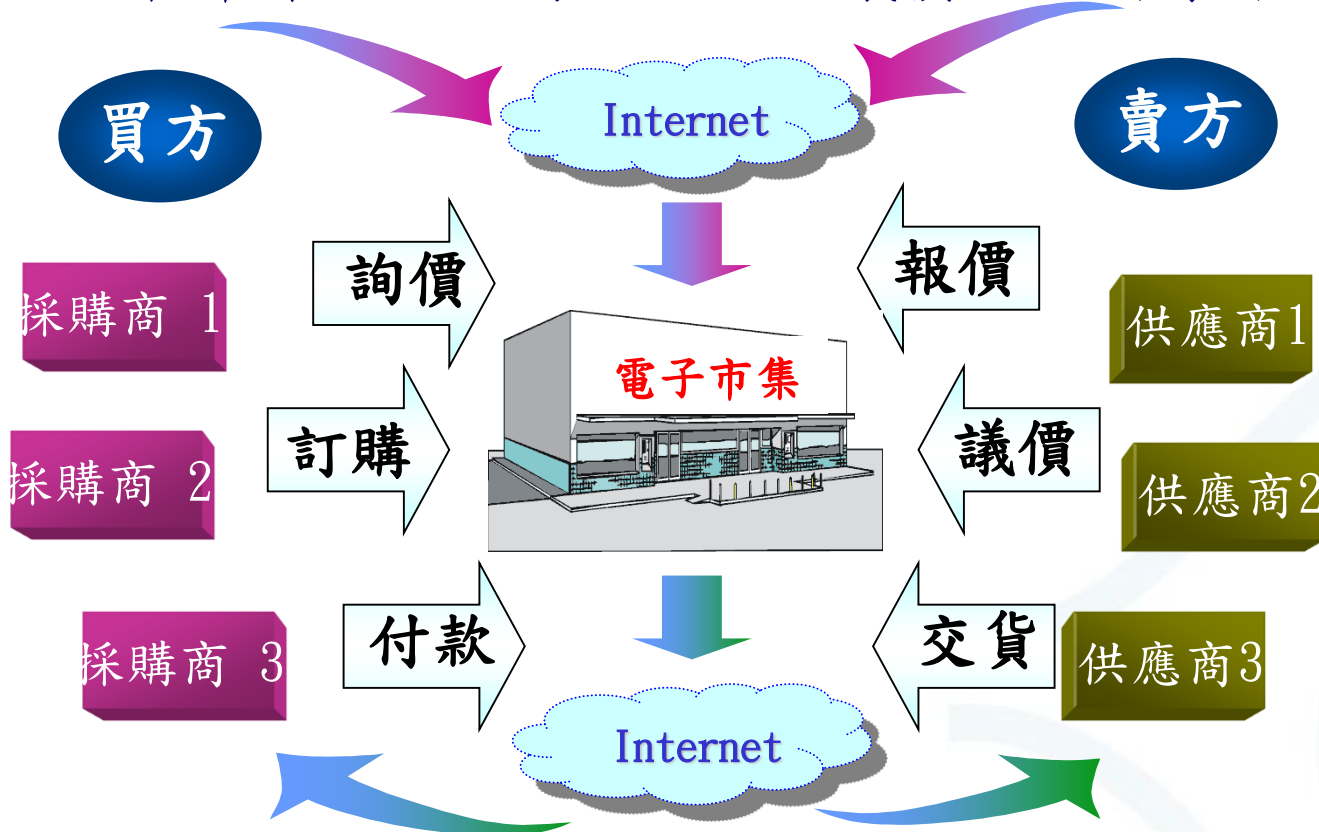 Internet
買方
賣方
詢價
報價
採購商 1
供應商1
電子市集
訂購
議價
採購商 2
供應商2
付款
交貨
採購商 3
供應商3
Internet